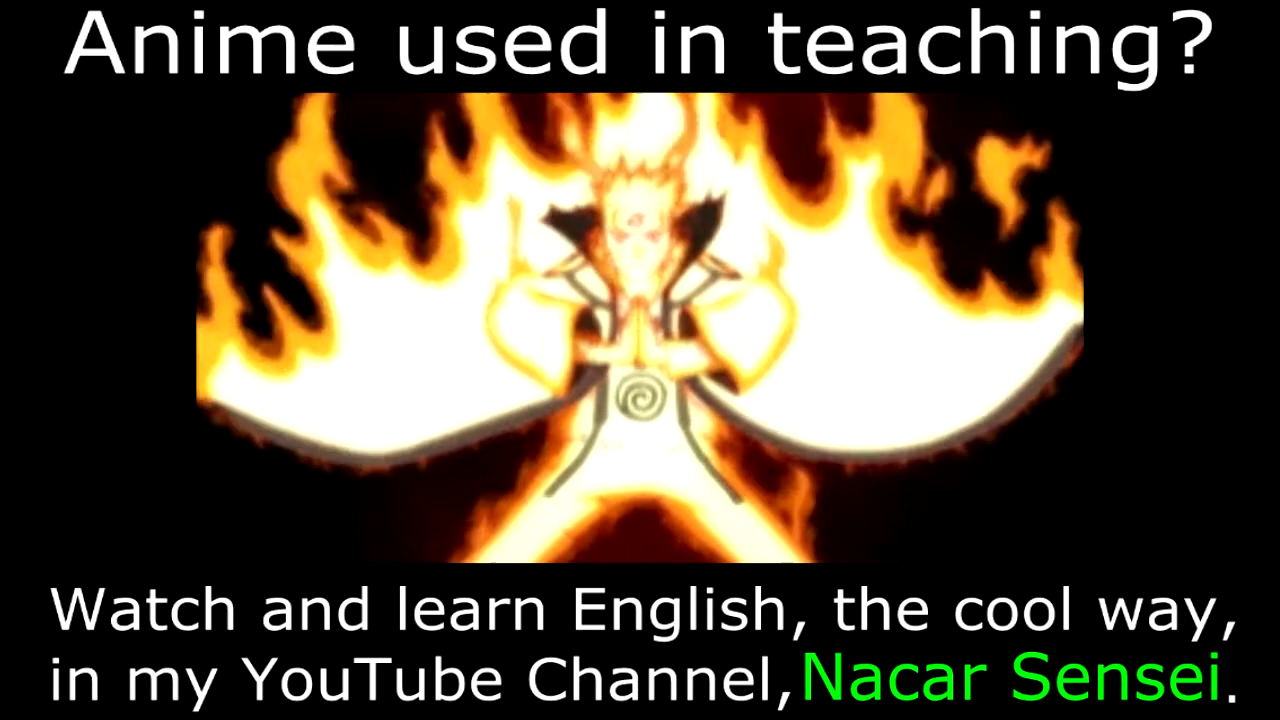 Anime used in teaching?
Watch and learn English, the cool way,
in my YouTube Channel,Nacar Sensei.